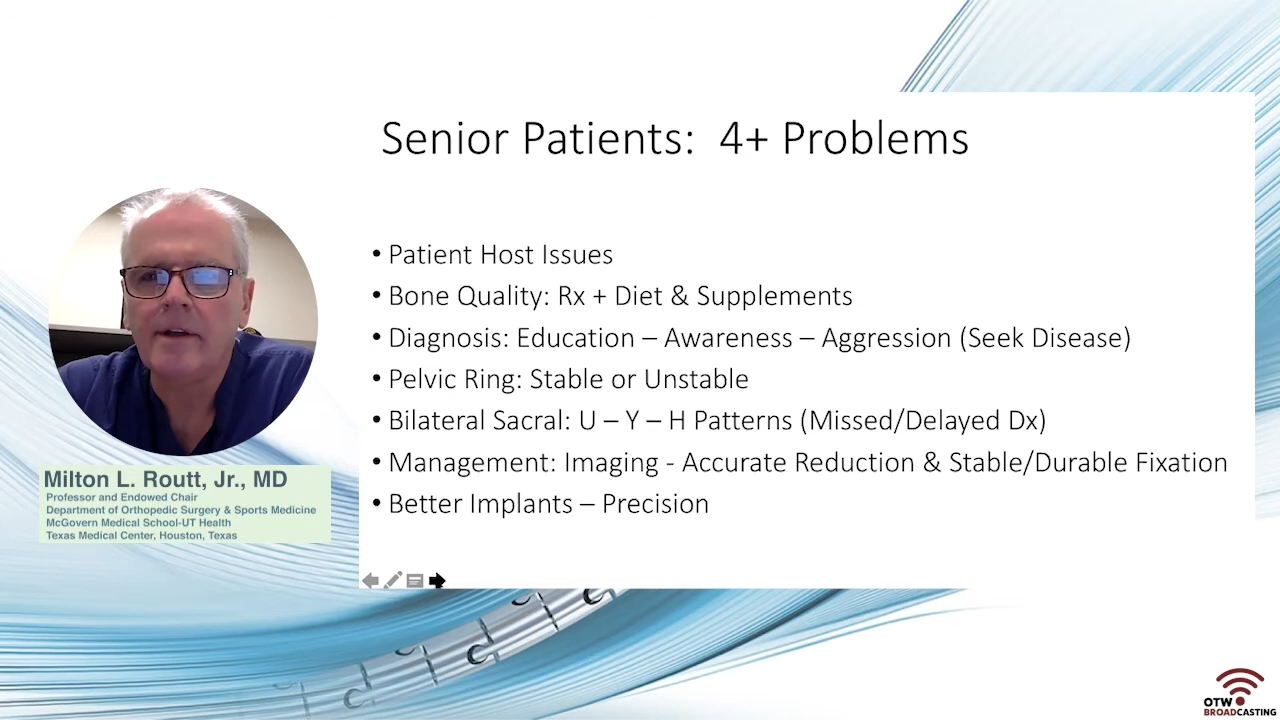 Senior Patients: 4+ Problems
• Patient Host Issues
• Bone Quality: Rx + Diet & Supplements
• Diagnosis: Education – Awareness – Aggression (Seek Disease)
• Pelvic Ring: Stable or Unstable
• Bilateral Sacral: U – Y – H Patterns (Missed/Delayed Dx)
• Management: Imaging - Accurate Reduction & Stable/Durable Fixation
• Better Implants – Precision
Milton L. Routt, Jr., MD
Professor and Endowed Chair
Department of Orthopedic Surgery & Sports Medicine
McGovern Medical School-UT Health
Texas Medical Center, Houston, Texas
OTW
BROADCASTING